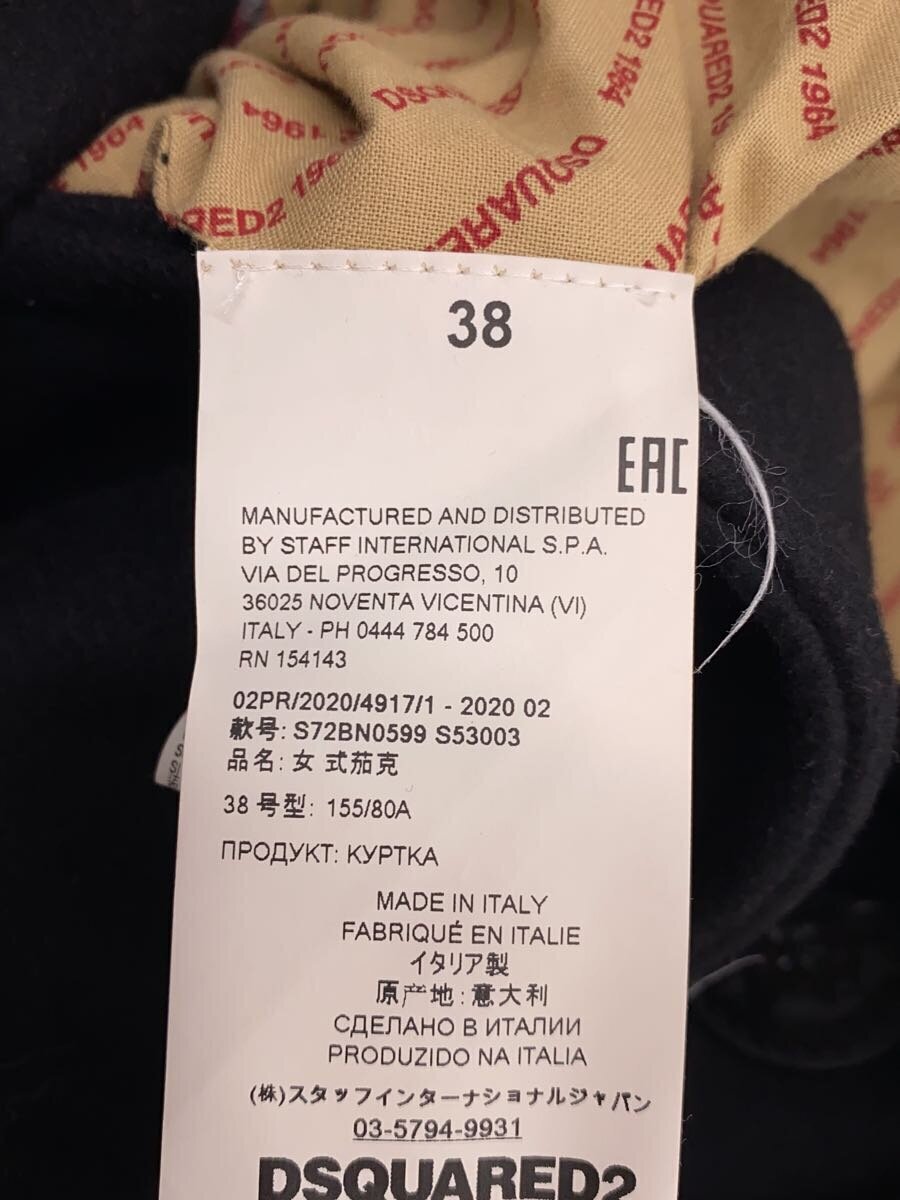 DSQUARED2 1964
38
EAC
MANUFACTURED AND DISTRIBUTED
BY STAFF INTERNATIONAL S.P.A.
VIA DEL PROGRESSO, 10
36025 NOVENTA VICENTINA (VI)
ITALY - PH 0444 784 500
RN 154143
02PR/2020/4917/1 - 2020 02
款号: S72BN0599 S53003
品名: 女 式茄克
38 号型: 155/80A
ПРОДУКТ: КУРТКА
MADE IN ITALY
FABRIQUÉ EN ITALIE
イタリア製
原产地: 意大利
СДЕЛАНО В ИТАЛИИ
PRODUZIDO NA ITALIA
(株)スタッフインターナショナルジャパン
03-5794-9931
DSQUARED2